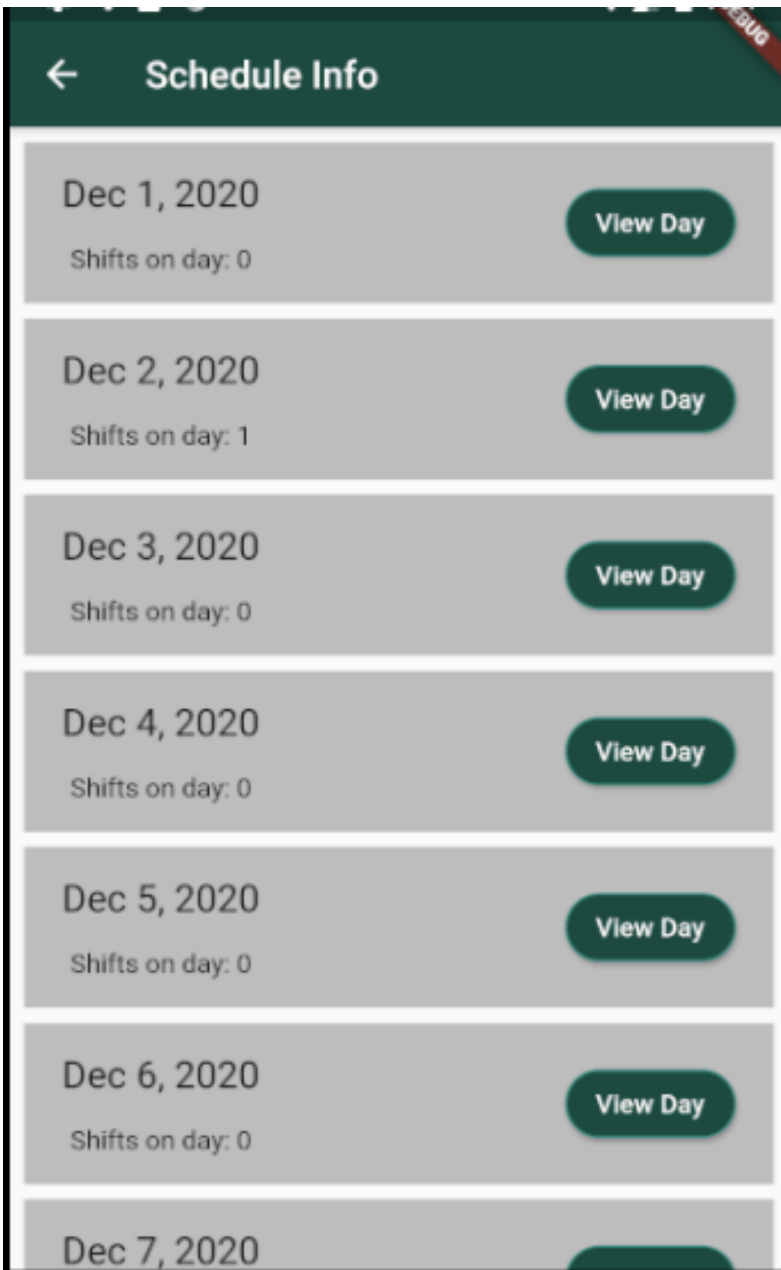 Schedule Info
Dec 1, 2020
View Day
Shifts on day: 0
Dec 2, 2020
View Day
Shifts on day: 1
Dec 3, 2020
View Day
Shifts on day: 0
Dec 4, 2020
View Day
Shifts on day: 0
Dec 5, 2020
View Day
Shifts on day: 0
Dec 6, 2020
View Day
Shifts on day: 0
Dec 7, 2020